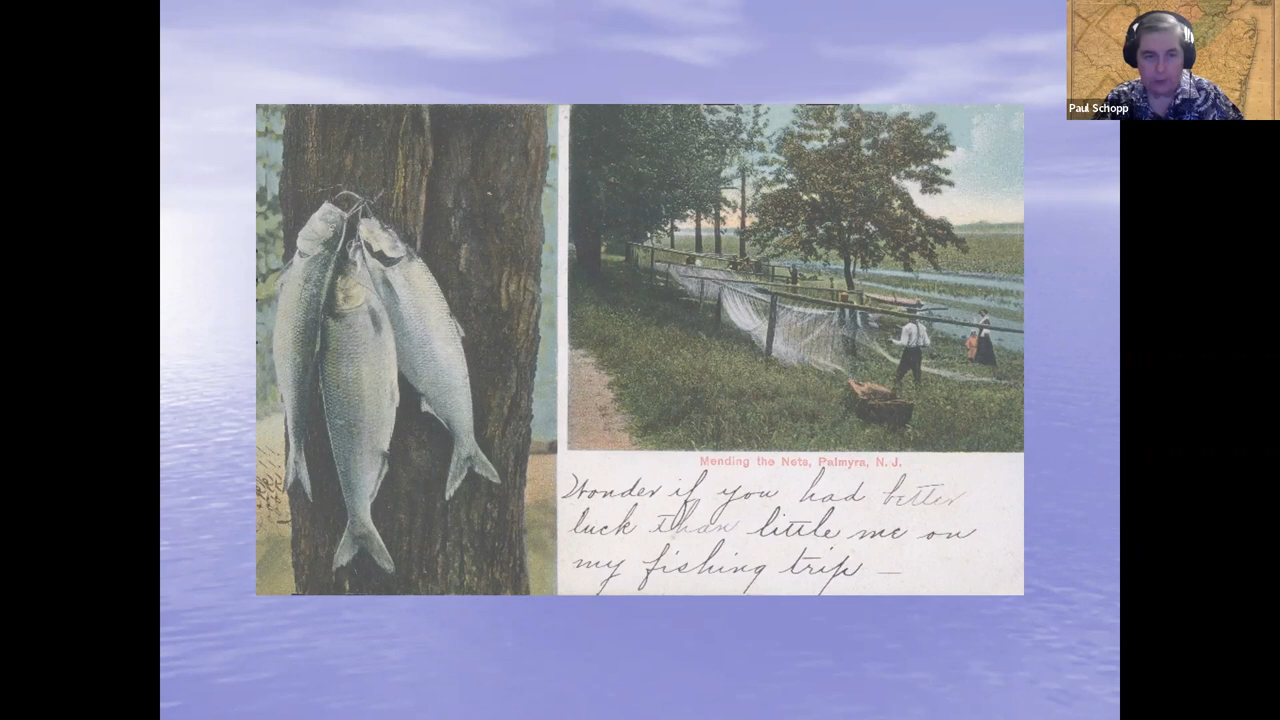 Paul Schopp
Mending the Nets, Palmyra, N. J.
Wonder if you had better
luck than little me on
my fishing trip —